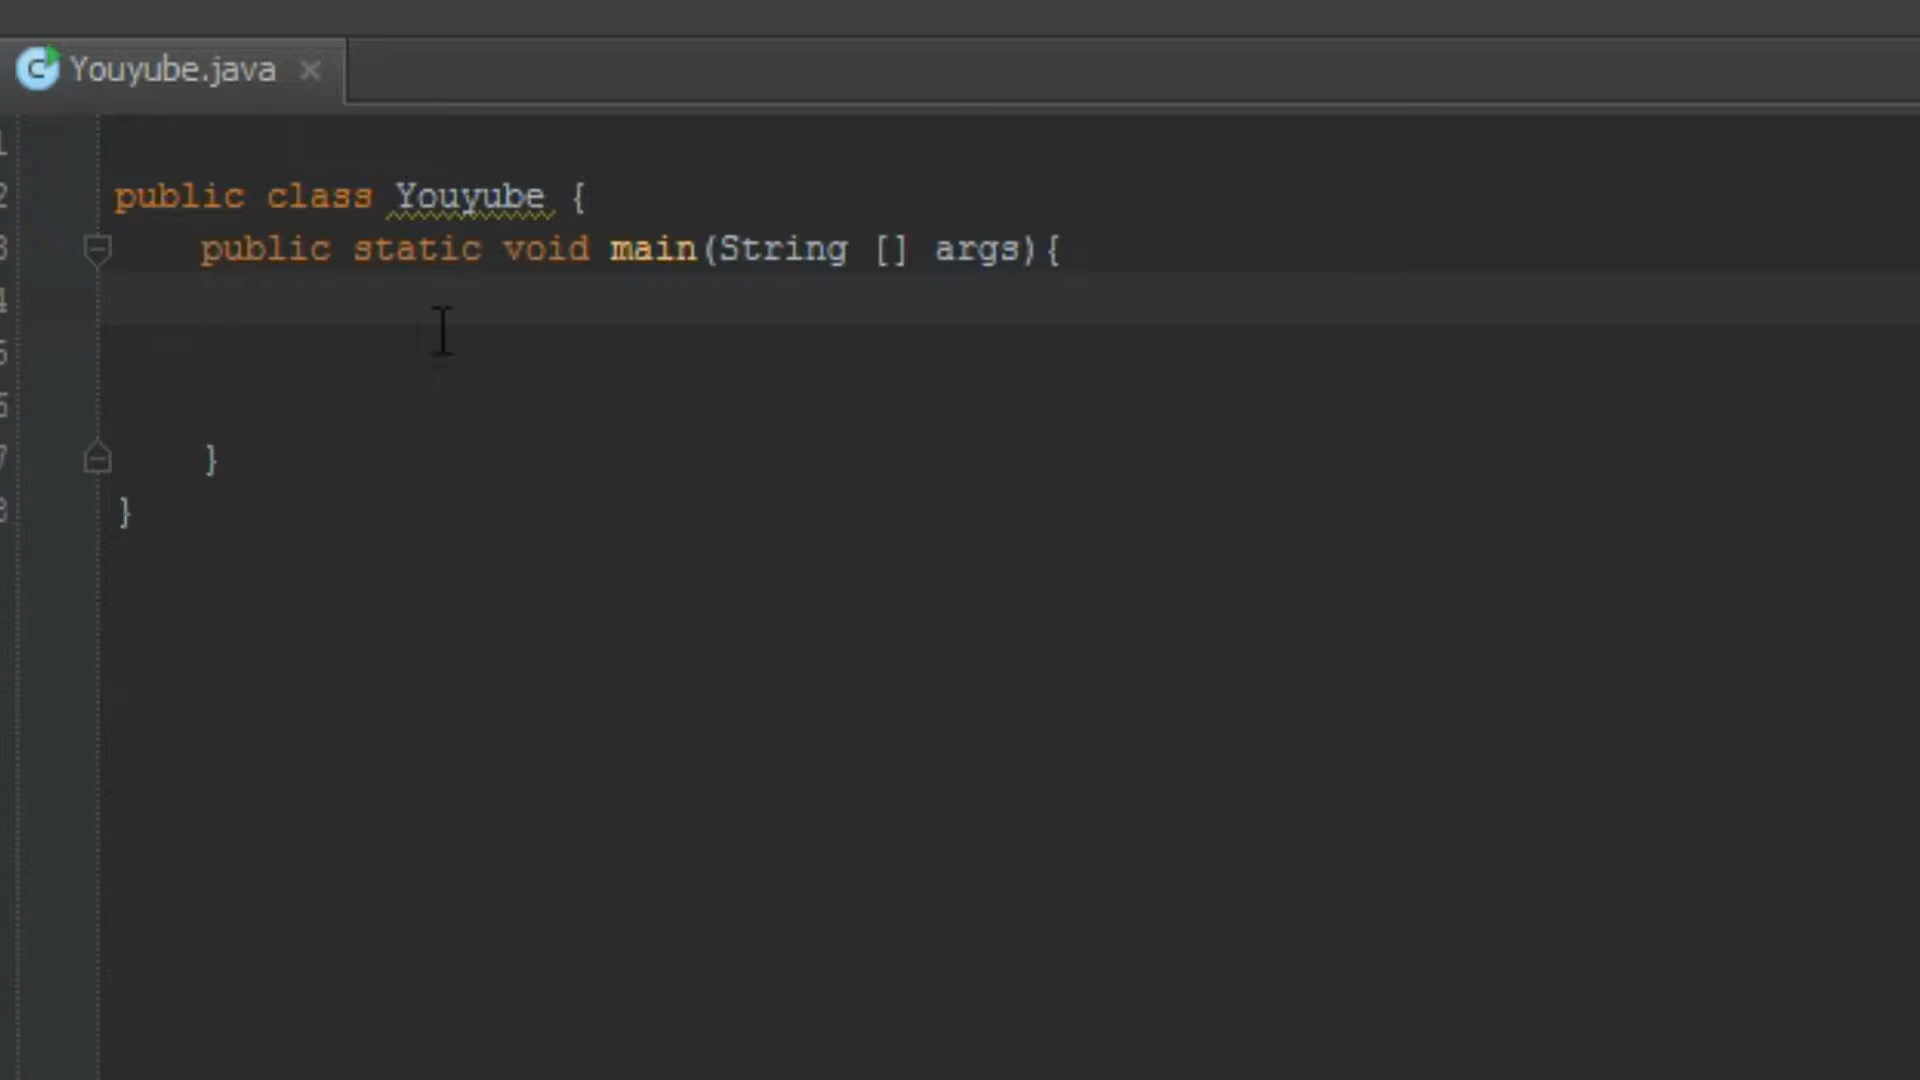 Youyube.java
1
2 public class Youyube {
3 public static void main(String [] args){
4
5
6
7 }
8 }